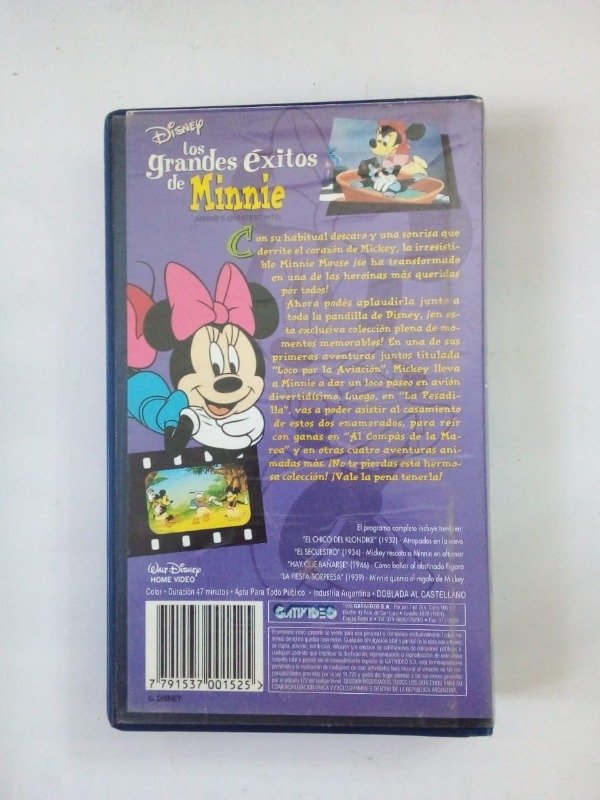 Disney
los
grandes éxitos
de Minnie
(MINNIE'S GREATEST HITS)
Con su habitual descaro y una sonrisa que
derrite el corazón de Mickey, la irresisti-
ble Minnie Mouse ¡se ha transformado
en una de las heroínas más queridas
por todos!
Ahora podés aplaudirla junto a
toda la pandilla de Disney, ¡en es-
ta exclusiva colección plena de mo-
mentos memorables! En una de sus
primeras aventuras juntos titulada
"Loco por la Aviación", Mickey lleva
a Minnie a dar un loco paseo en avión
divertidísimo. Luego, en "La Pesadi-
lla", vas a poder asistir al casamiento
de estos dos enamorados, para reír
con ganas en "Al Compás de la Ma-
rea" y en otras cuatro aventuras ani-
madas más. ¡No te pierdas esta hermo-
sa colección! ¡Vale la pena tenerla!
El programa completo incluye también:
"EL CHICO DEL KLONDIKE" (1932) - Atrapados en la nieve
"EL SECUESTRO" (1934) - Mickey rescata a Minnie en altamar
"HAY QUE BAÑARSE" (1946) - Cómo bañar al obstinado Fígaro
"LA FIESTA SORPRESA" (1939) - Minnie quema el regalo de Mickey
WALT DISNEY
HOME VIDEO
Color • Duración 47 minutos • Apta Para Todo Público • Industria Argentina • DOBLADA AL CASTELLANO
GATIVIDEO
7 791537 001525 >
© DISNEY